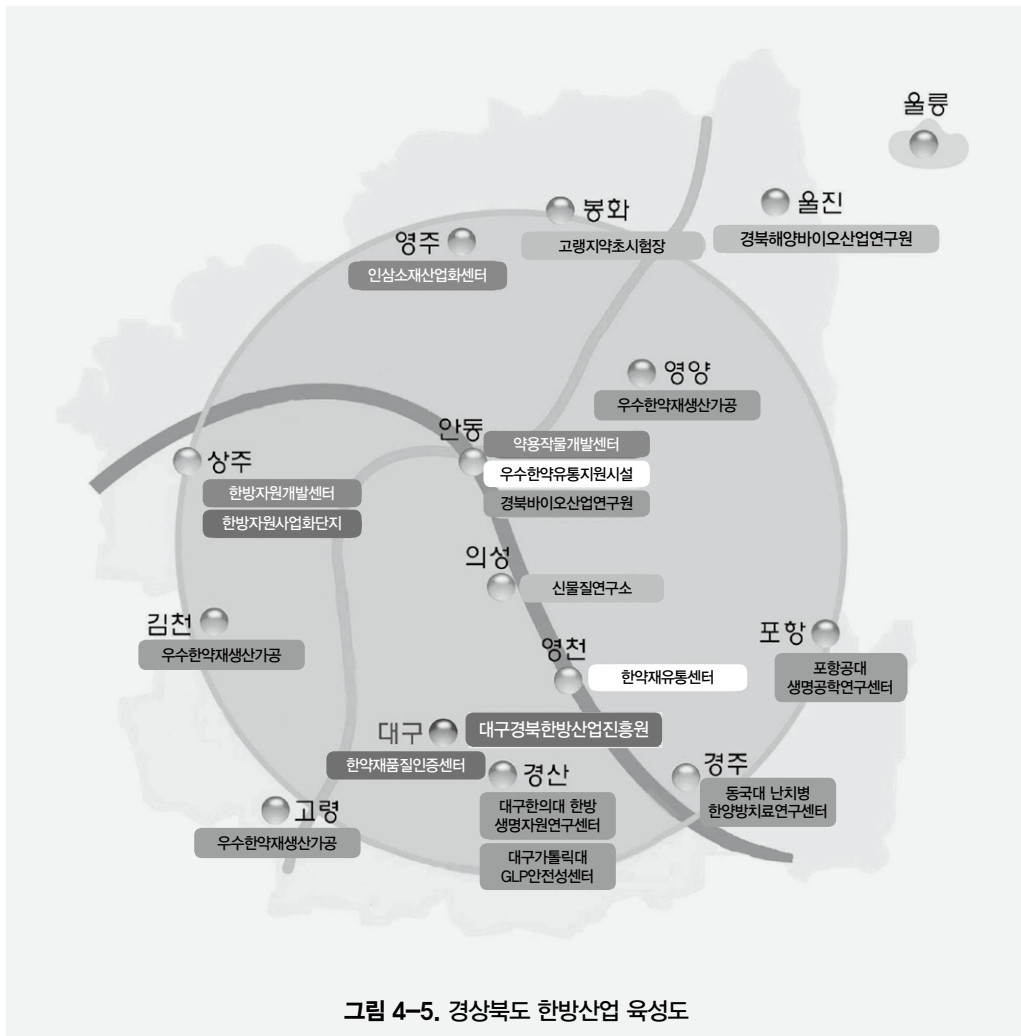 울릉
봉화
고랭지약초시험장
울진
경북해양바이오산업연구원
영주
인삼소재산업화센터
영양
우수한약재생산가공
안동
약용작물개발센터
우수한약유통지원시설
경북바이오산업연구원
상주
한방자원개발센터
한방자원사업화단지
의성
신물질연구소
김천
우수한약재생산가공
영천
한약재유통센터
포항
포항공대
생명공학연구센터
대구
대구경북한방산업진흥원
한약재품질인증센터
경산
대구한의대 한방
생명자원연구센터
대구가톨릭대
GLP안전성센터
경주
동국대 난치병
한양방치료연구센터
고령
우수한약재생산가공
그림 4-5. 경상북도 한방산업 육성도